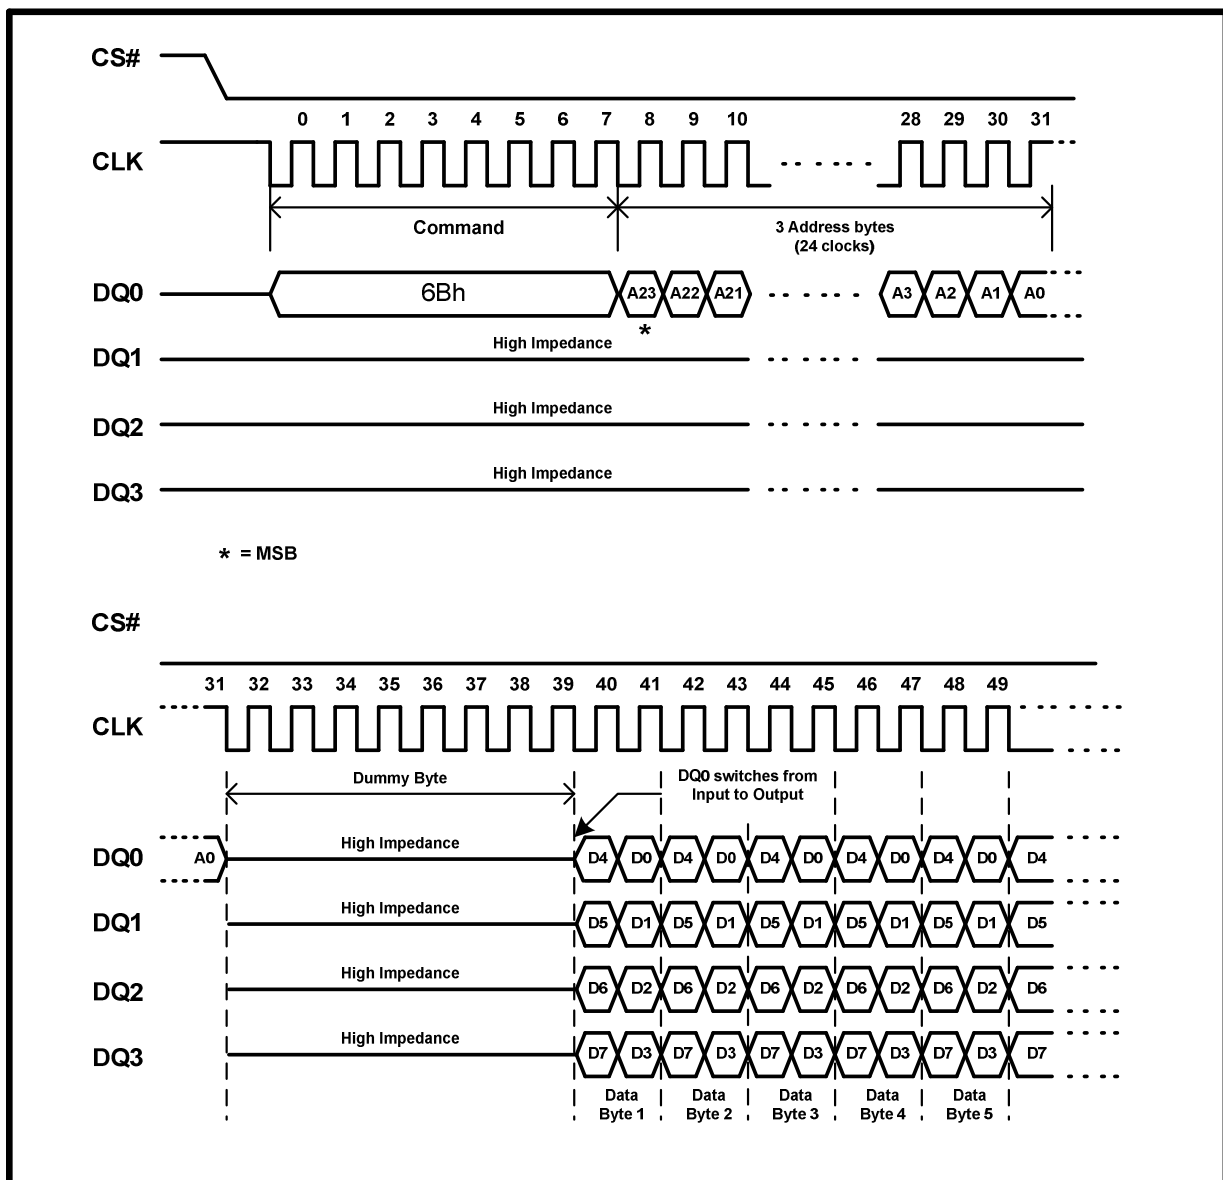 CS#
0 1 2 3 4 5 6 7 8 9 10 28 29 30 31
CLK
Command
3 Address bytes
(24 clocks)
DQ0 6Bh A23 A22 A21 A3 A2 A1 A0
*
High Impedance
DQ1
High Impedance
DQ2
High Impedance
DQ3
* = MSB
CS#
31 32 33 34 35 36 37 38 39 40 41 42 43 44 45 46 47 48 49
CLK
Dummy Byte
DQ0 switches from
Input to Output
High Impedance
DQ0 A0 D4 D0 D4 D0 D4 D0 D4 D0 D4 D0 D4
High Impedance
DQ1 D5 D1 D5 D1 D5 D1 D5 D1 D5 D1 D5
High Impedance
DQ2 D6 D2 D6 D2 D6 D2 D6 D2 D6 D2 D6
High Impedance
DQ3 D7 D3 D7 D3 D7 D3 D7 D3 D7 D3 D7
Data Data Data Data Data
Byte 1 Byte 2 Byte 3 Byte 4 Byte 5